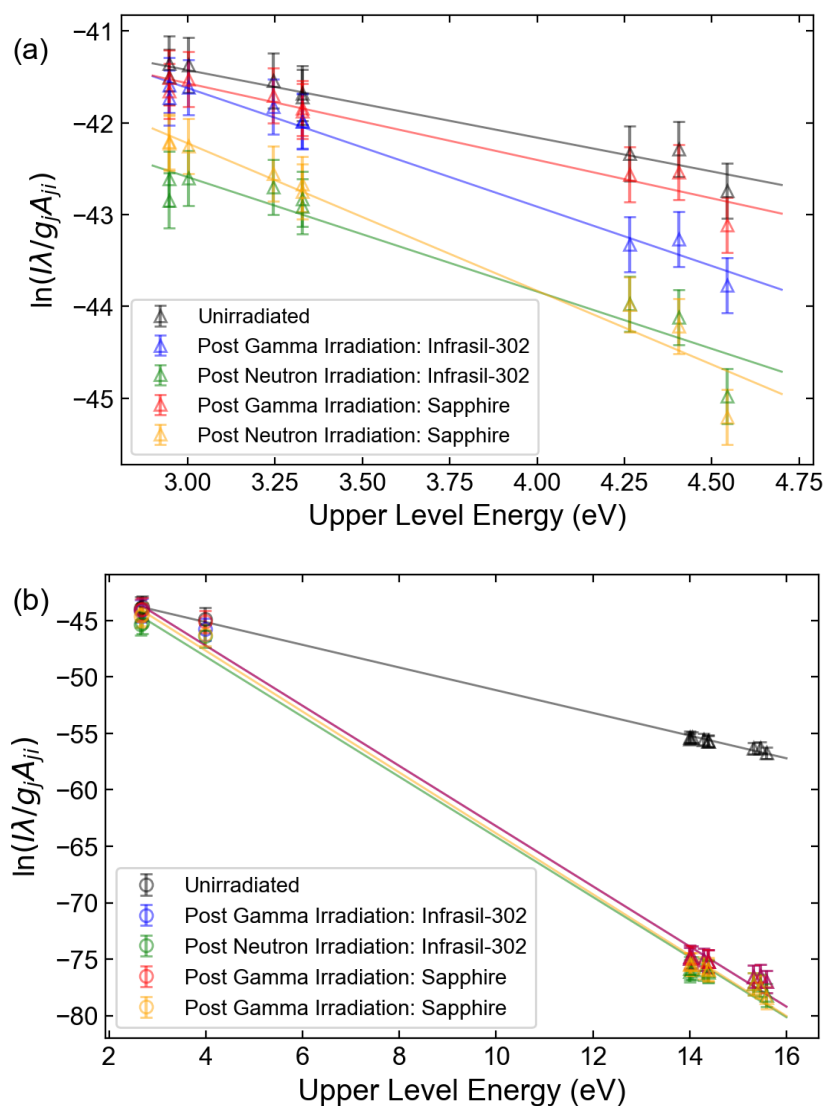 (a)
−41
−42
−43
−44
−45
ln(Iλ/g_jA_ji)
Unirradiated
Post Gamma Irradiation: Infrasil-302
Post Neutron Irradiation: Infrasil-302
Post Gamma Irradiation: Sapphire
Post Neutron Irradiation: Sapphire
3.00 3.25 3.50 3.75 4.00 4.25 4.50 4.75
Upper Level Energy (eV)
(b)
−45
−50
−55
−60
−65
−70
−75
−80
ln(Iλ/g_jA_ji)
Unirradiated
Post Gamma Irradiation: Infrasil-302
Post Neutron Irradiation: Infrasil-302
Post Gamma Irradiation: Sapphire
Post Gamma Irradiation: Sapphire
2 4 6 8 10 12 14 16
Upper Level Energy (eV)